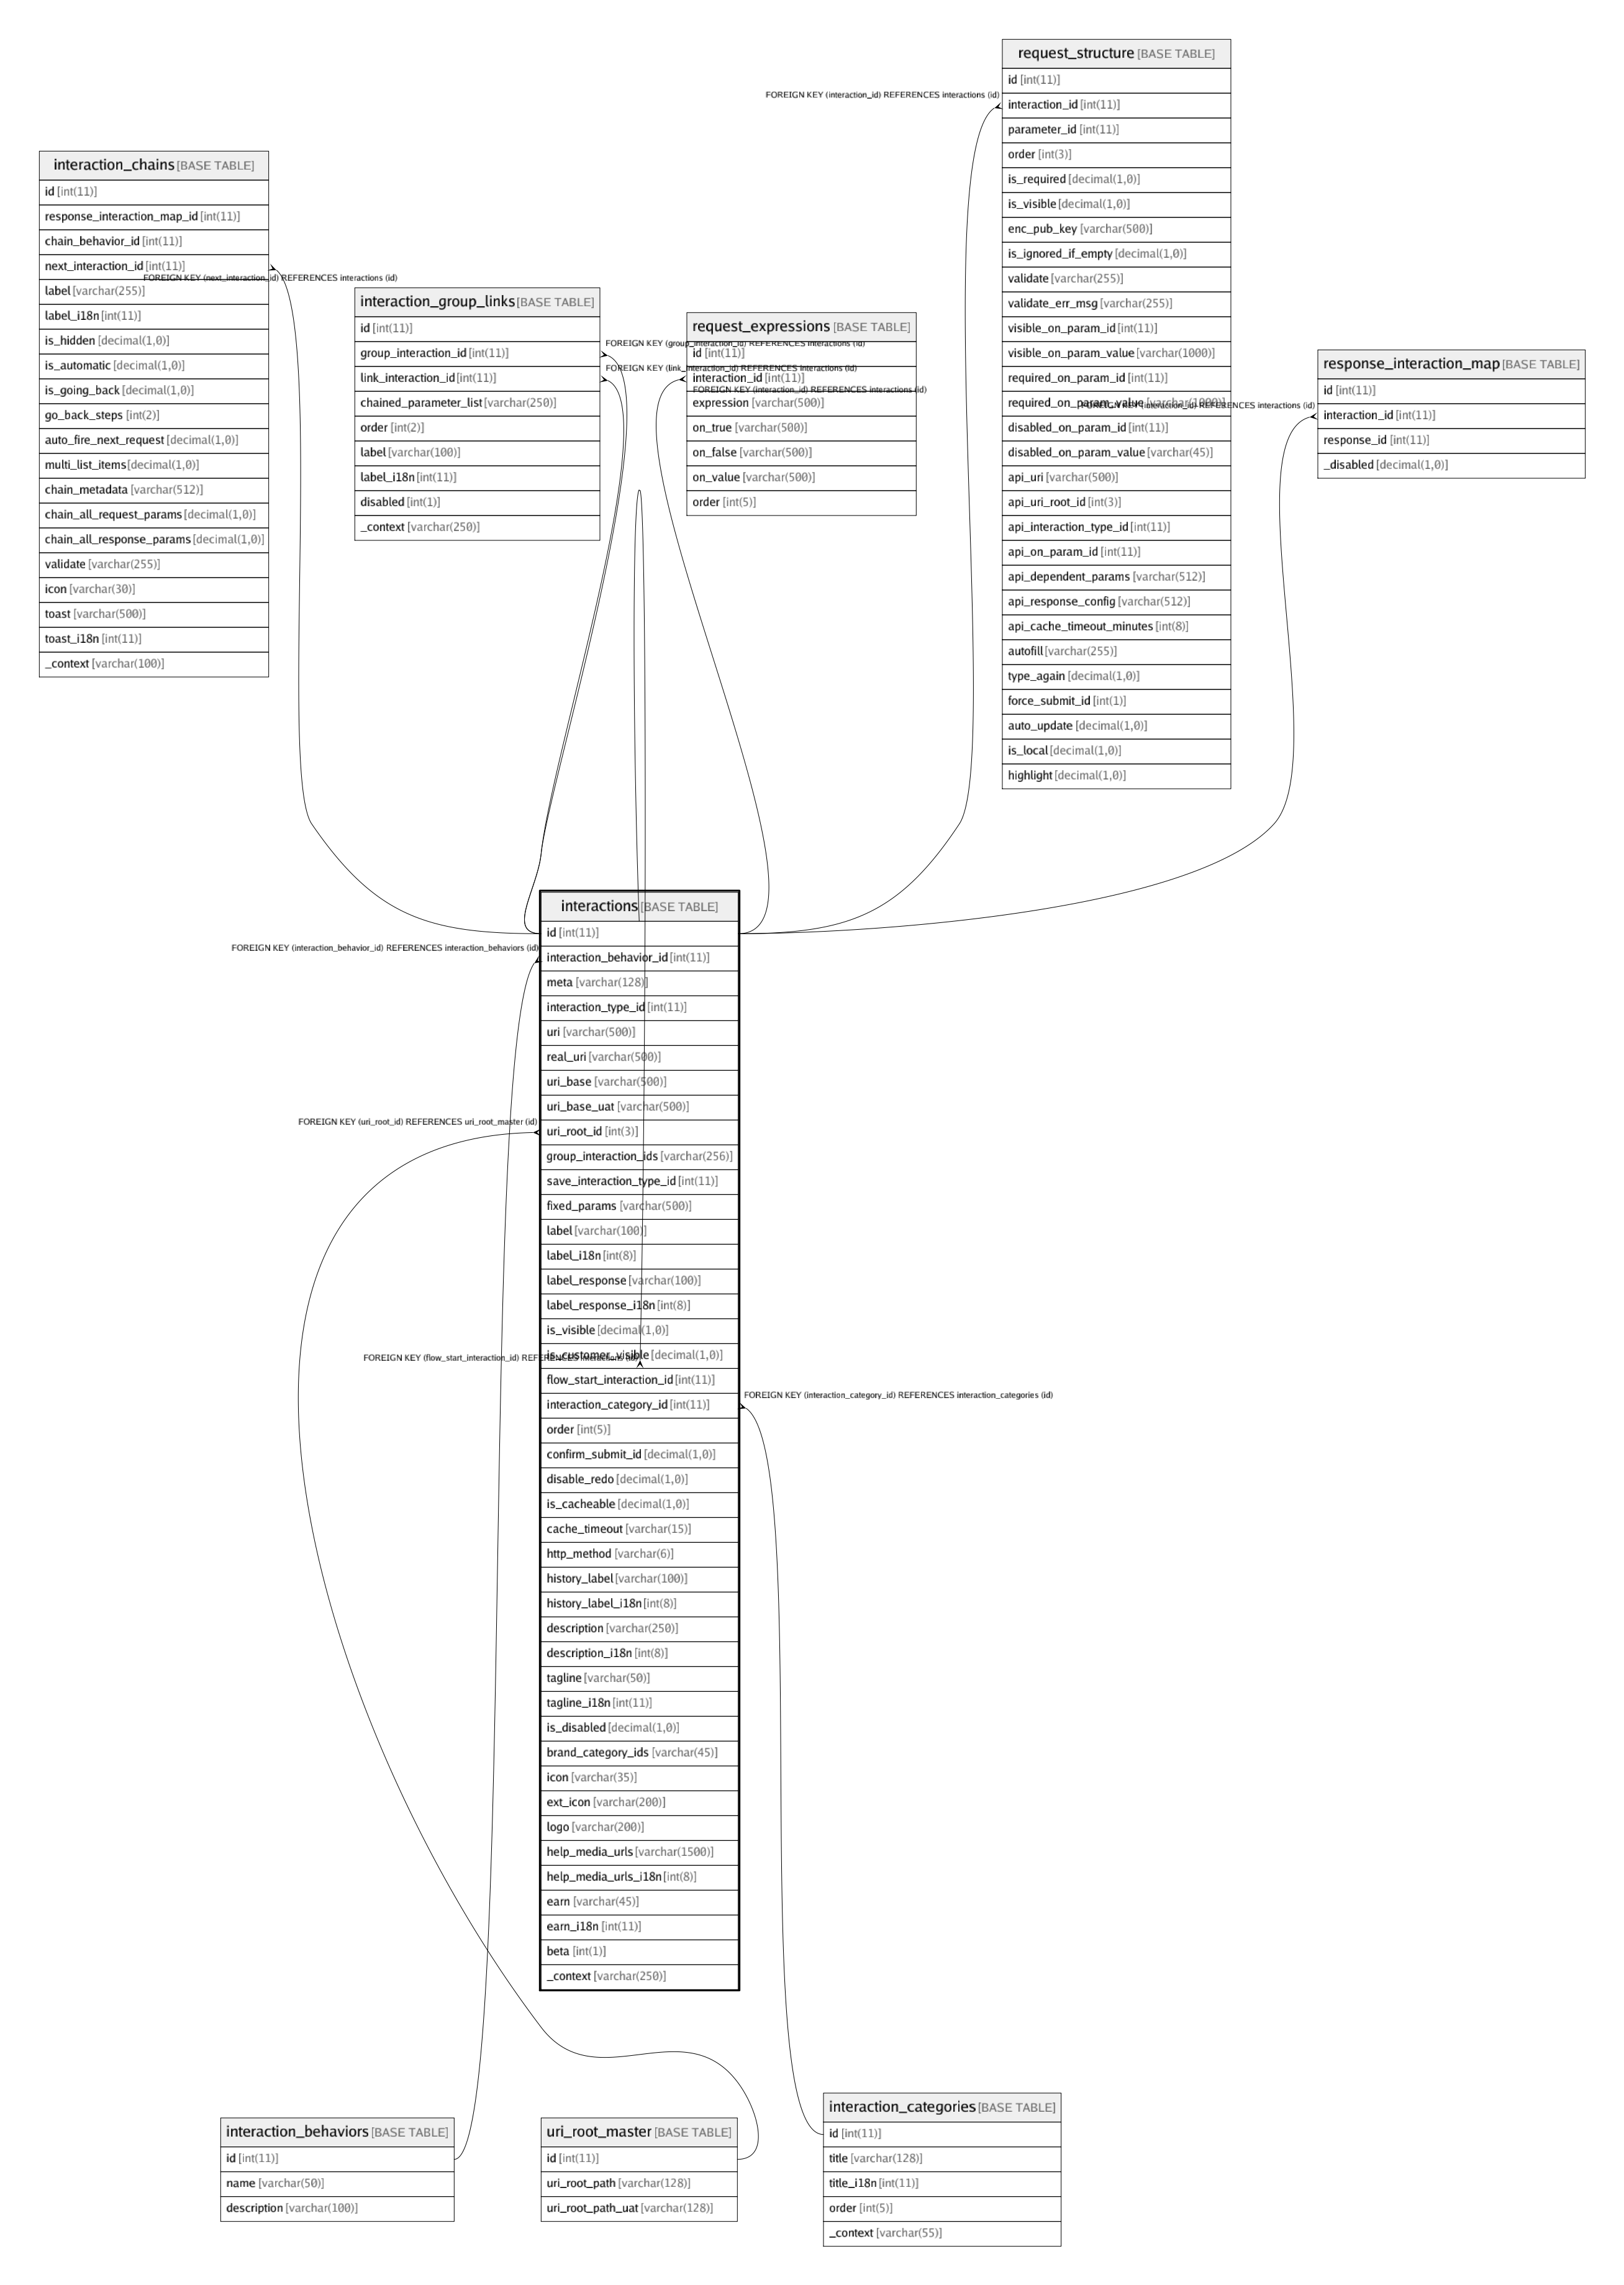 request_structure [BASE TABLE]
id [int(11)]
FOREIGN KEY (interaction_id) REFERENCES interactions (id)
interaction_id [int(11)]
parameter_id [int(11)]
order [int(3)]
is_required [decimal(1,0)]
is_visible [decimal(1,0)]
enc_pub_key [varchar(500)]
is_ignored_if_empty [decimal(1,0)]
validate [varchar(255)]
validate_err_msg [varchar(255)]
visible_on_param_id [int(11)]
visible_on_param_value [varchar(1000)]
required_on_param_id [int(11)]
required_on_param_value [varchar(1000)]
disabled_on_param_id [int(11)]
disabled_on_param_value [varchar(45)]
api_uri [varchar(500)]
api_uri_root_id [int(3)]
api_interaction_type_id [int(11)]
api_on_param_id [int(11)]
api_dependent_params [varchar(512)]
api_response_config [varchar(512)]
api_cache_timeout_minutes [int(8)]
autofill [varchar(255)]
type_again [decimal(1,0)]
force_submit_id [int(1)]
auto_update [decimal(1,0)]
is_local [decimal(1,0)]
highlight [decimal(1,0)]
interaction_chains [BASE TABLE]
id [int(11)]
response_interaction_map_id [int(11)]
chain_behavior_id [int(11)]
next_interaction_id [int(11)]
FOREIGN KEY (next_interaction_id) REFERENCES interactions (id)
label [varchar(255)]
label_i18n [int(11)]
is_hidden [decimal(1,0)]
is_automatic [decimal(1,0)]
is_going_back [decimal(1,0)]
go_back_steps [int(2)]
auto_fire_next_request [decimal(1,0)]
multi_list_items [decimal(1,0)]
chain_metadata [varchar(512)]
chain_all_request_params [decimal(1,0)]
chain_all_response_params [decimal(1,0)]
validate [varchar(255)]
icon [varchar(30)]
toast [varchar(500)]
toast_i18n [int(11)]
_context [varchar(100)]
interaction_group_links [BASE TABLE]
id [int(11)]
group_interaction_id [int(11)]
FOREIGN KEY (group_interaction_id) REFERENCES interactions (id)
link_interaction_id [int(11)]
FOREIGN KEY (link_interaction_id) REFERENCES interactions (id)
chained_parameter_list [varchar(250)]
order [int(2)]
label [varchar(100)]
label_i18n [int(11)]
disabled [int(1)]
_context [varchar(250)]
request_expressions [BASE TABLE]
id [int(11)]
interaction_id [int(11)]
FOREIGN KEY (interaction_id) REFERENCES interactions (id)
expression [varchar(500)]
on_true [varchar(500)]
on_false [varchar(500)]
on_value [varchar(500)]
order [int(5)]
response_interaction_map [BASE TABLE]
id [int(11)]
FOREIGN KEY (interaction_id) REFERENCES interactions (id)
interaction_id [int(11)]
response_id [int(11)]
_disabled [decimal(1,0)]
interactions [BASE TABLE]
id [int(11)]
FOREIGN KEY (interaction_behavior_id) REFERENCES interaction_behaviors (id)
interaction_behavior_id [int(11)]
meta [varchar(128)]
interaction_type_id [int(11)]
uri [varchar(500)]
real_uri [varchar(500)]
uri_base [varchar(500)]
uri_base_uat [varchar(500)]
FOREIGN KEY (uri_root_id) REFERENCES uri_root_master (id)
uri_root_id [int(3)]
group_interaction_ids [varchar(256)]
save_interaction_type_id [int(11)]
fixed_params [varchar(500)]
label [varchar(100)]
label_i18n [int(8)]
label_response [varchar(100)]
label_response_i18n [int(8)]
is_visible [decimal(1,0)]
is_customer_visible [decimal(1,0)]
FOREIGN KEY (flow_start_interaction_id) REFERENCES interactions (id)
flow_start_interaction_id [int(11)]
FOREIGN KEY (interaction_category_id) REFERENCES interaction_categories (id)
interaction_category_id [int(11)]
order [int(5)]
confirm_submit_id [decimal(1,0)]
disable_redo [decimal(1,0)]
is_cacheable [decimal(1,0)]
cache_timeout [varchar(15)]
http_method [varchar(6)]
history_label [varchar(100)]
history_label_i18n [int(8)]
description [varchar(250)]
description_i18n [int(8)]
tagline [varchar(50)]
tagline_i18n [int(11)]
is_disabled [decimal(1,0)]
brand_category_ids [varchar(45)]
icon [varchar(35)]
ext_icon [varchar(200)]
logo [varchar(200)]
help_media_urls [varchar(1500)]
help_media_urls_i18n [int(8)]
earn [varchar(45)]
earn_i18n [int(11)]
beta [int(1)]
_context [varchar(250)]
interaction_behaviors [BASE TABLE]
id [int(11)]
name [varchar(50)]
description [varchar(100)]
uri_root_master [BASE TABLE]
id [int(11)]
uri_root_path [varchar(128)]
uri_root_path_uat [varchar(128)]
interaction_categories [BASE TABLE]
id [int(11)]
title [varchar(128)]
title_i18n [int(11)]
order [int(5)]
_context [varchar(55)]